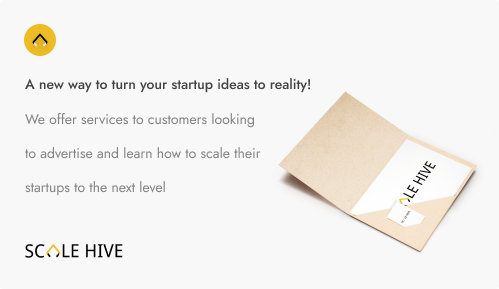 A new way to turn your startup ideas to reality!
We offer services to customers looking
to advertise and learn how to scale their
startups to the next level
SCALE HIVE
ALE HIVE